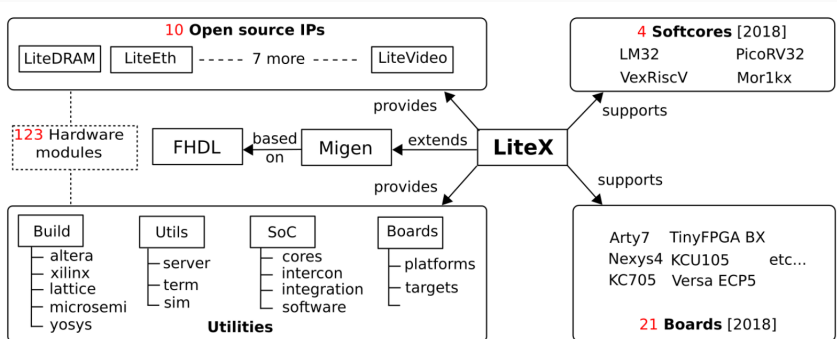 10 Open source IPs
LiteDRAM LiteEth ----- 7 more ----- LiteVideo
4 Softcores [2018]
LM32 PicoRV32
VexRiscV Mor1kx
provides
supports
123 Hardware
modules
FHDL
based
on
Migen
extends
LiteX
provides
supports
Build
altera
xilinx
lattice
microsemi
yosys
Utils
server
term
sim
SoC
cores
intercon
integration
software
Boards
platforms
targets
Utilities
Arty7 TinyFPGA BX
Nexys4 KCU105 etc...
KC705 Versa ECP5
21 Boards [2018]